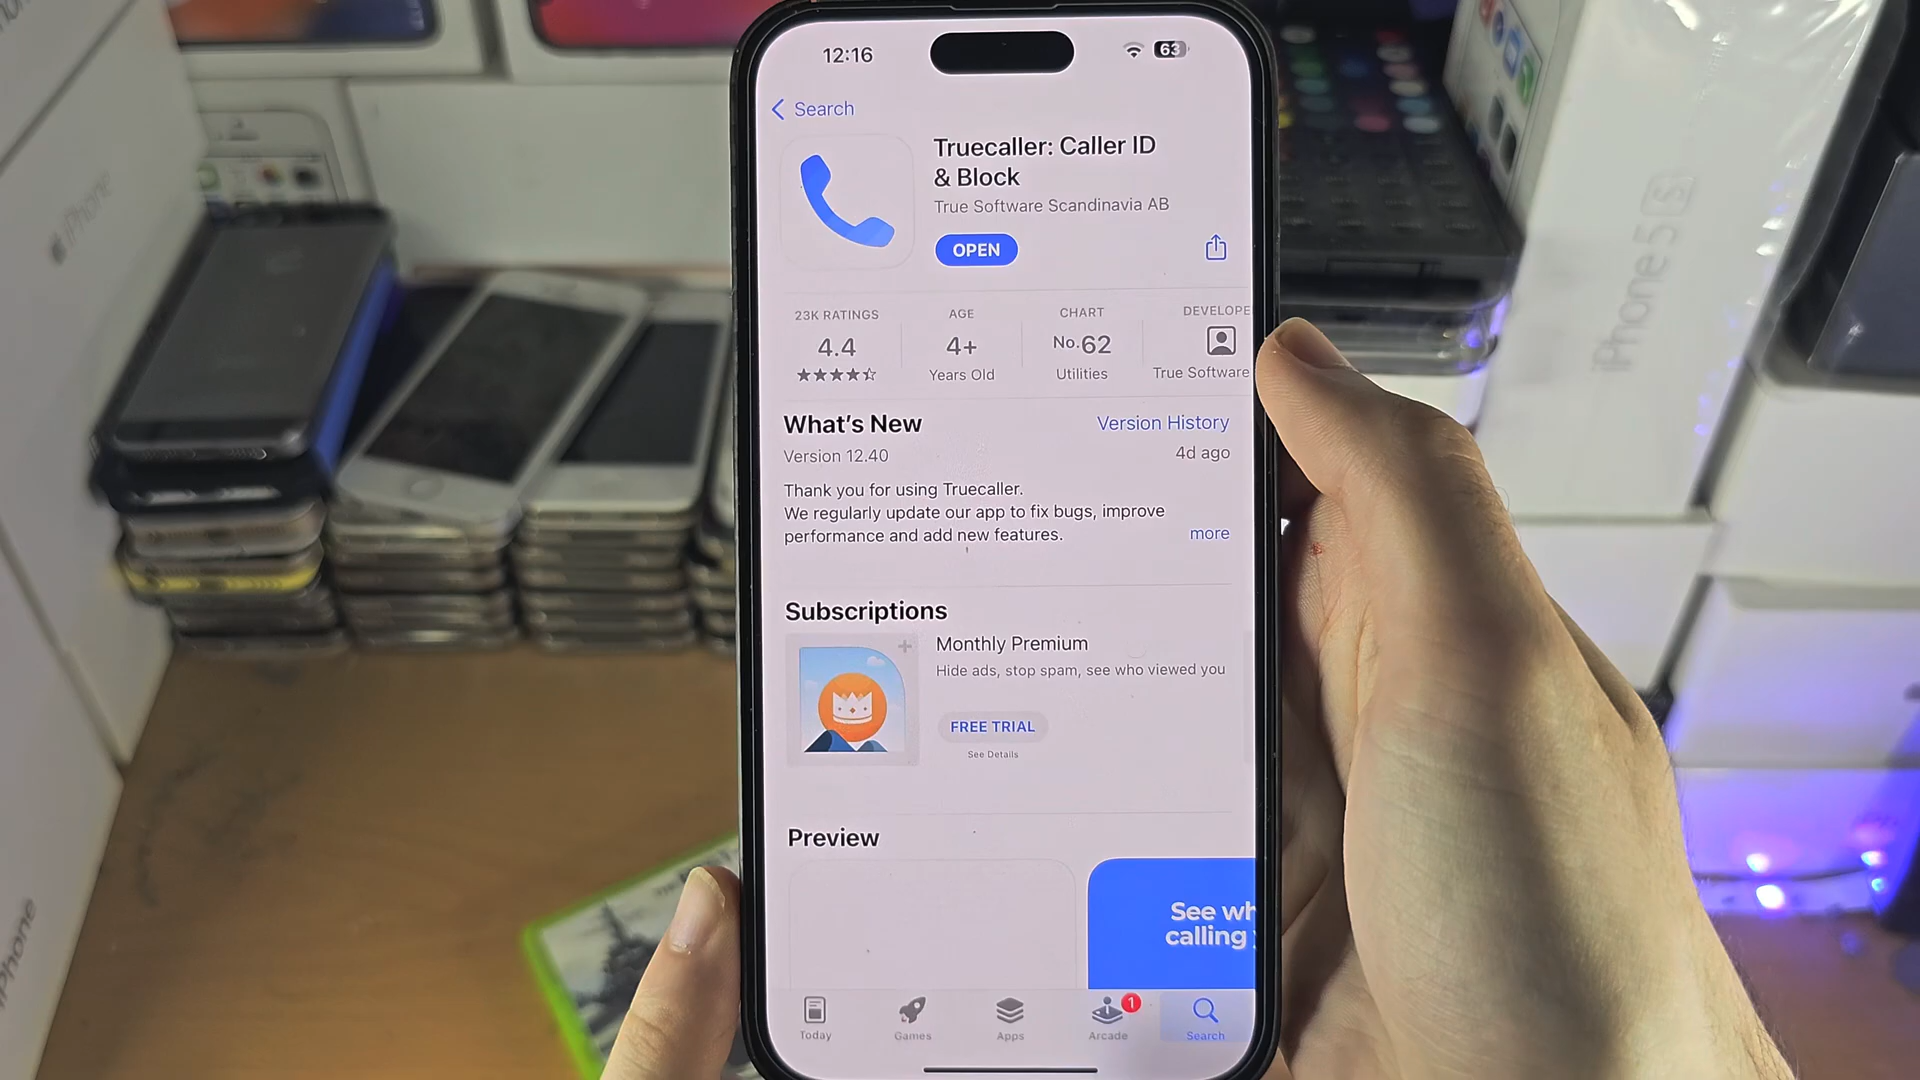 12:16
63
Search
Truecaller: Caller ID
& Block
True Software Scandinavia AB
OPEN
23K RATINGS
4.4
AGE
4+
Years Old
CHART
No.62
Utilities
DEVELOPE
True Software
What's New
Version History
Version 12.40
4d ago
Thank you for using Truecaller.
We regularly update our app to fix bugs, improve
performance and add new features.
more
Subscriptions
Monthly Premium
Hide ads, stop spam, see who viewed you
FREE TRIAL
See Details
Preview
See wh
calling
Today
Games
Apps
Arcade
1
Search
iPhone
iPhone
iPhone 5S